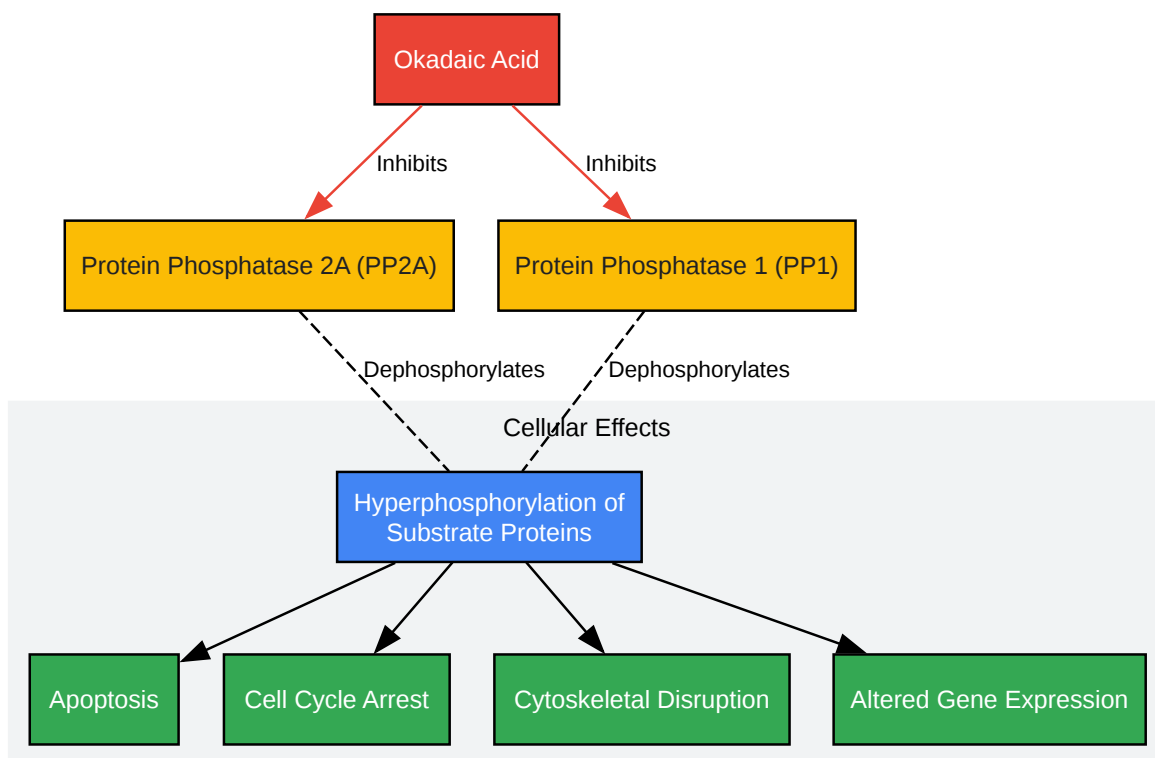 Okadaic Acid
Inhibits
Inhibits
Protein Phosphatase 2A (PP2A)
Protein Phosphatase 1 (PP1)
Dephosphorylates
Dephosphorylates
Cellular Effects
Hyperphosphorylation of
Substrate Proteins
Apoptosis
Cell Cycle Arrest
Cytoskeletal Disruption
Altered Gene Expression